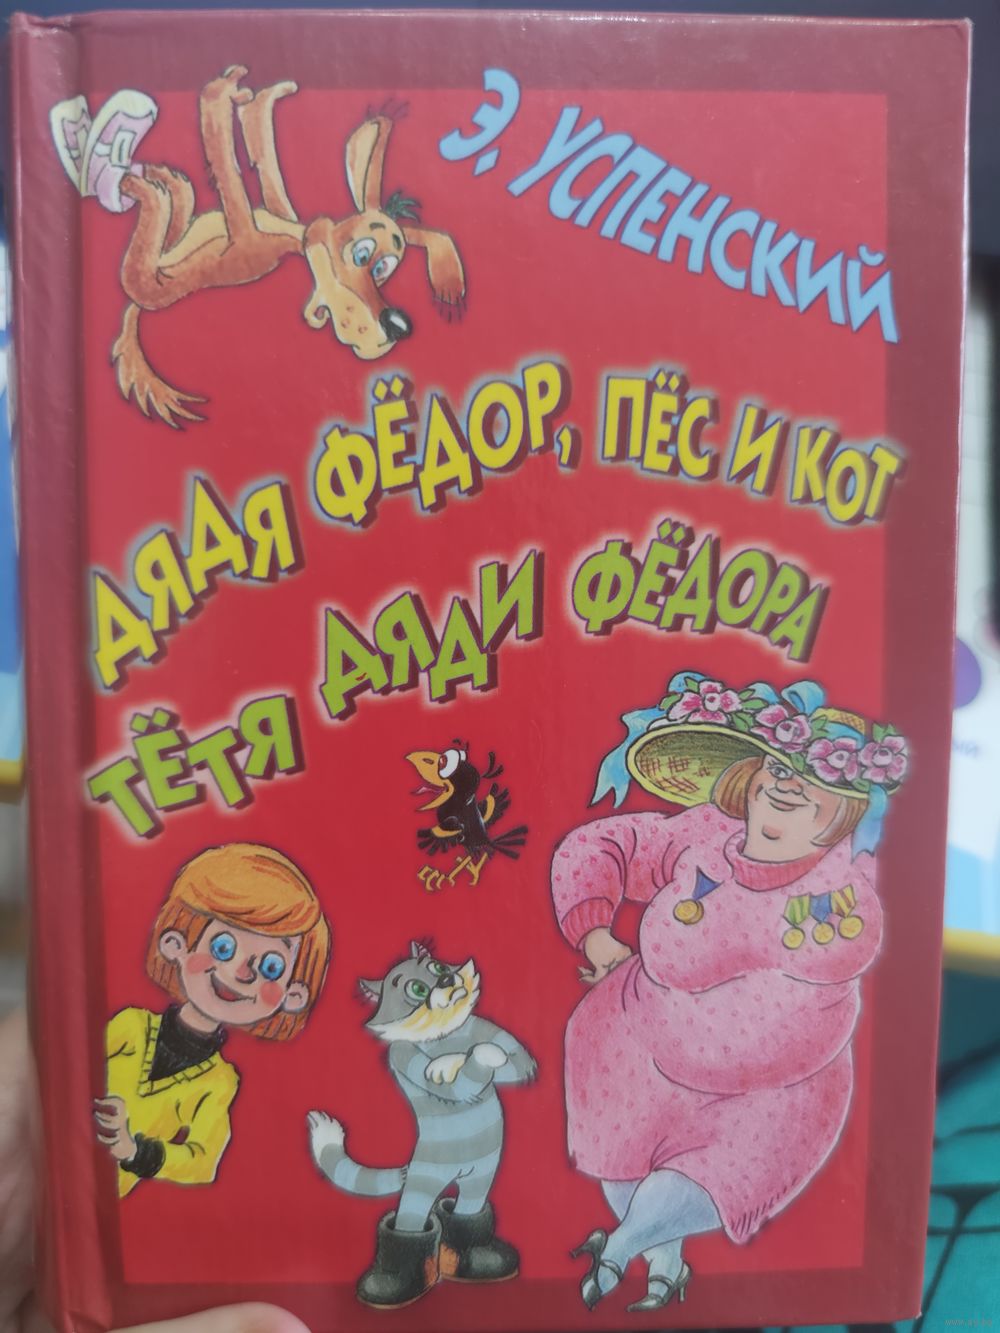 Э. УСПЕНСКИЙ
ДЯДЯ ФЁДОР, ПЁС И КОТ
ТЁТЯ ДЯДИ ФЁДОРА